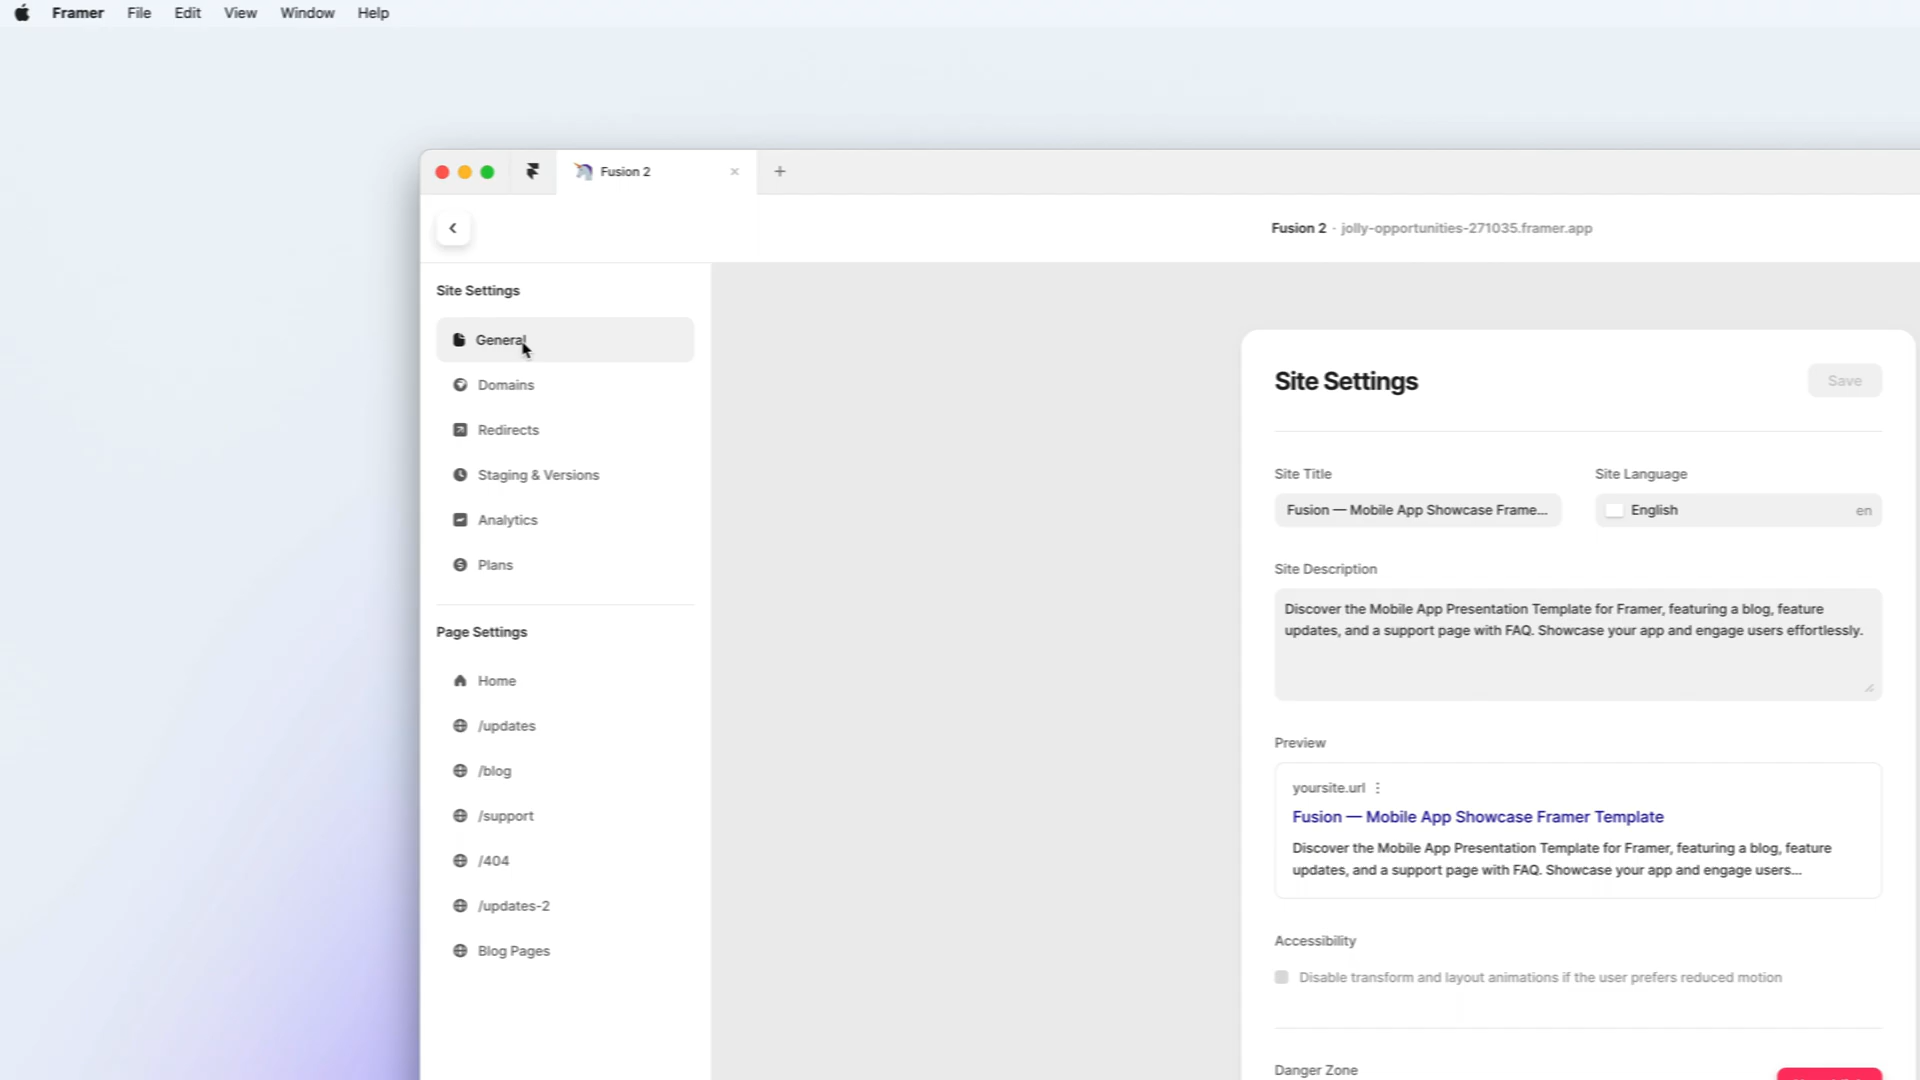 Framer File Edit View Window Help
Fusion 2
Fusion 2 · jolly-opportunities-271035.framer.app
Site Settings
General
Domains
Redirects
Staging & Versions
Analytics
Plans
Page Settings
Home
/updates
/blog
/support
/404
/updates-2
Blog Pages
Site Settings
Save
Site Title
Fusion — Mobile App Showcase Frame...
Site Language
English
en
Site Description
Discover the Mobile App Presentation Template for Framer, featuring a blog, feature
updates, and a support page with FAQ. Showcase your app and engage users effortlessly.
Preview
yoursite.url
Fusion — Mobile App Showcase Framer Template
Discover the Mobile App Presentation Template for Framer, featuring a blog, feature
updates, and a support page with FAQ. Showcase your app and engage users...
Accessibility
Disable transform and layout animations if the user prefers reduced motion
Danger Zone